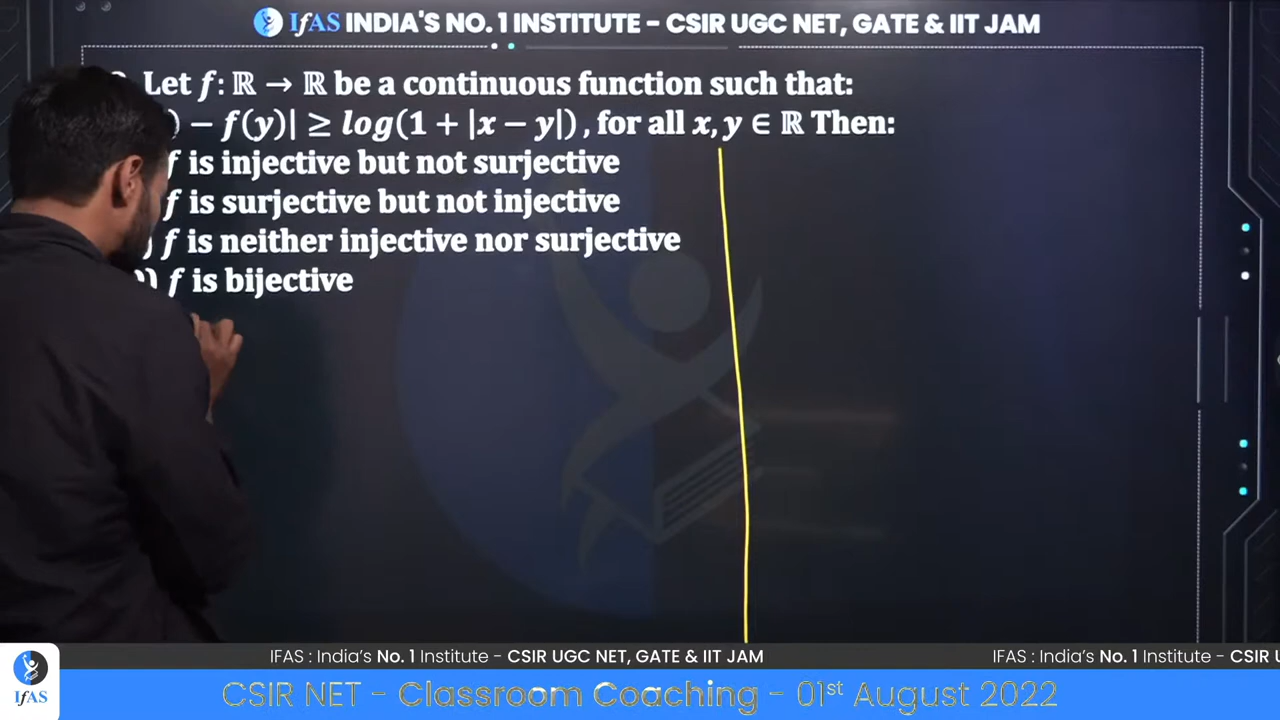 IfAS INDIA'S NO. 1 INSTITUTE - CSIR UGC NET, GATE & IIT JAM
Let f: ℝ → ℝ be a continuous function such that:
) − f(y)| ≥ log(1 + |x − y|) , for all x, y ∈ ℝ Then:
f is injective but not surjective
f is surjective but not injective
) f is neither injective nor surjective
) f is bijective
IFAS : India's No. 1 Institute - CSIR UGC NET, GATE & IIT JAM
IFAS : India's No. 1 Institute - CSIR U
IfAS
CSIR NET - Classroom Coaching - 01st August 2022